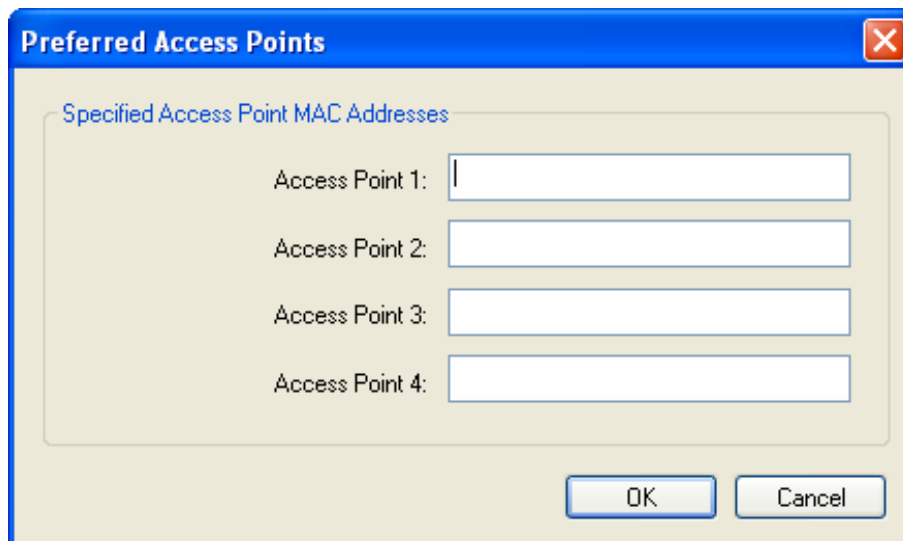 Preferred Access Points
Specified Access Point MAC Addresses
Access Point 1:
Access Point 2:
Access Point 3:
Access Point 4:
OK Cancel